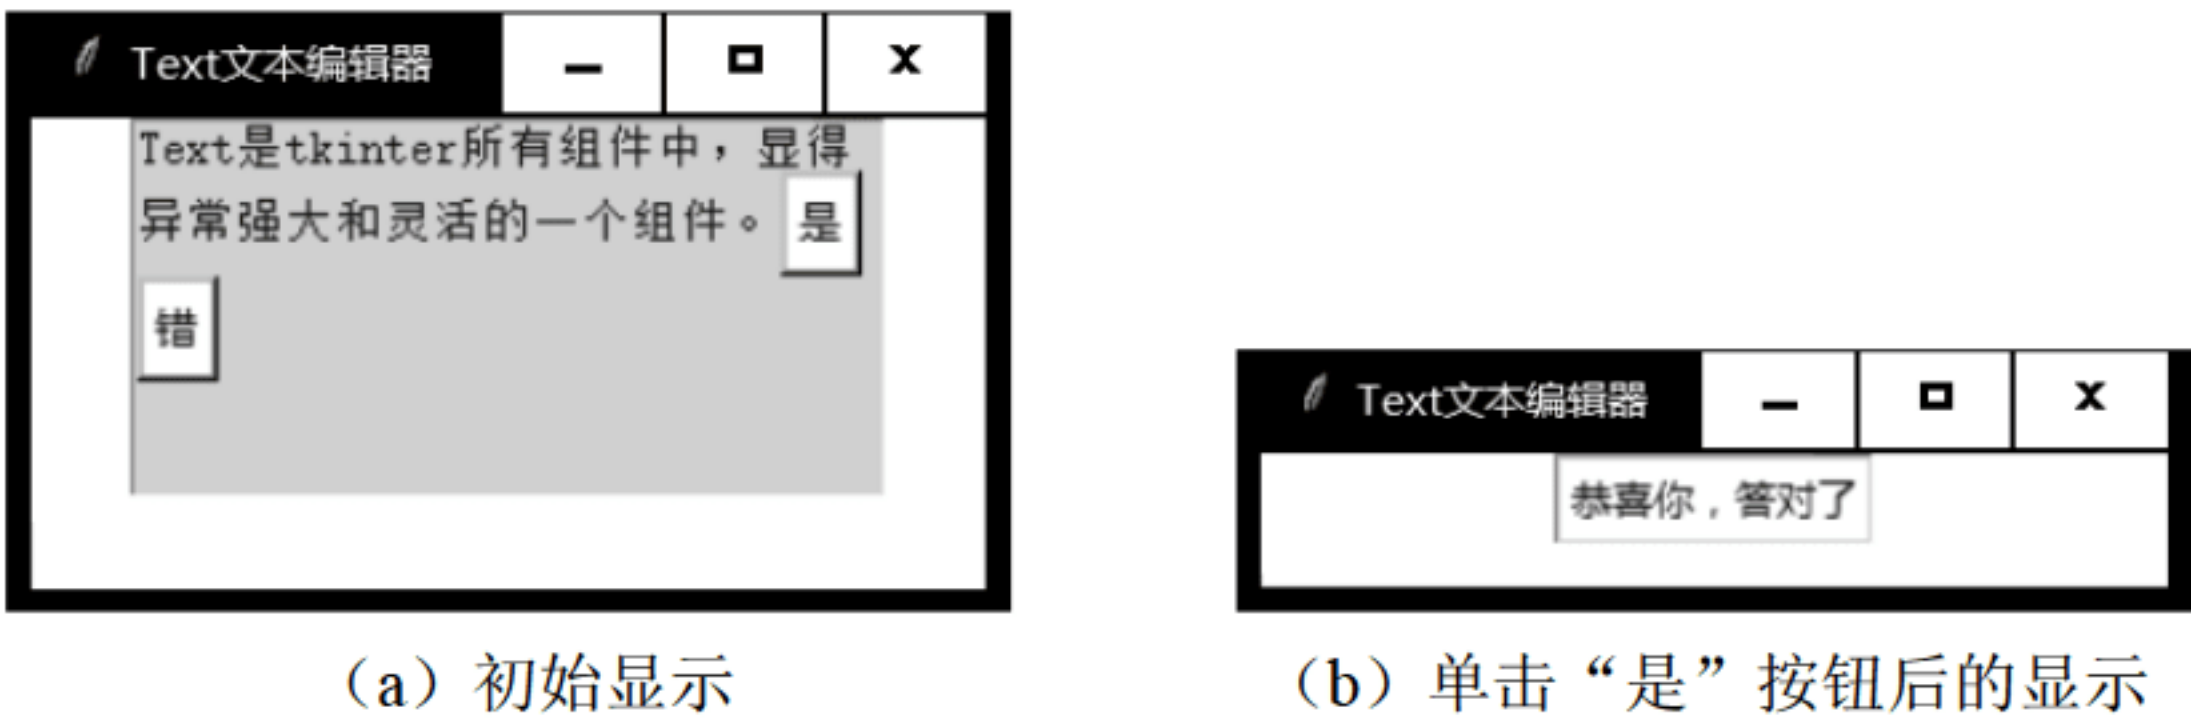 Text文本编辑器
Text是tkinter所有组件中，显得
异常强大和灵活的一个组件。 是
错
Text文本编辑器
恭喜你，答对了
（a）初始显示
（b）单击“是”按钮后的显示